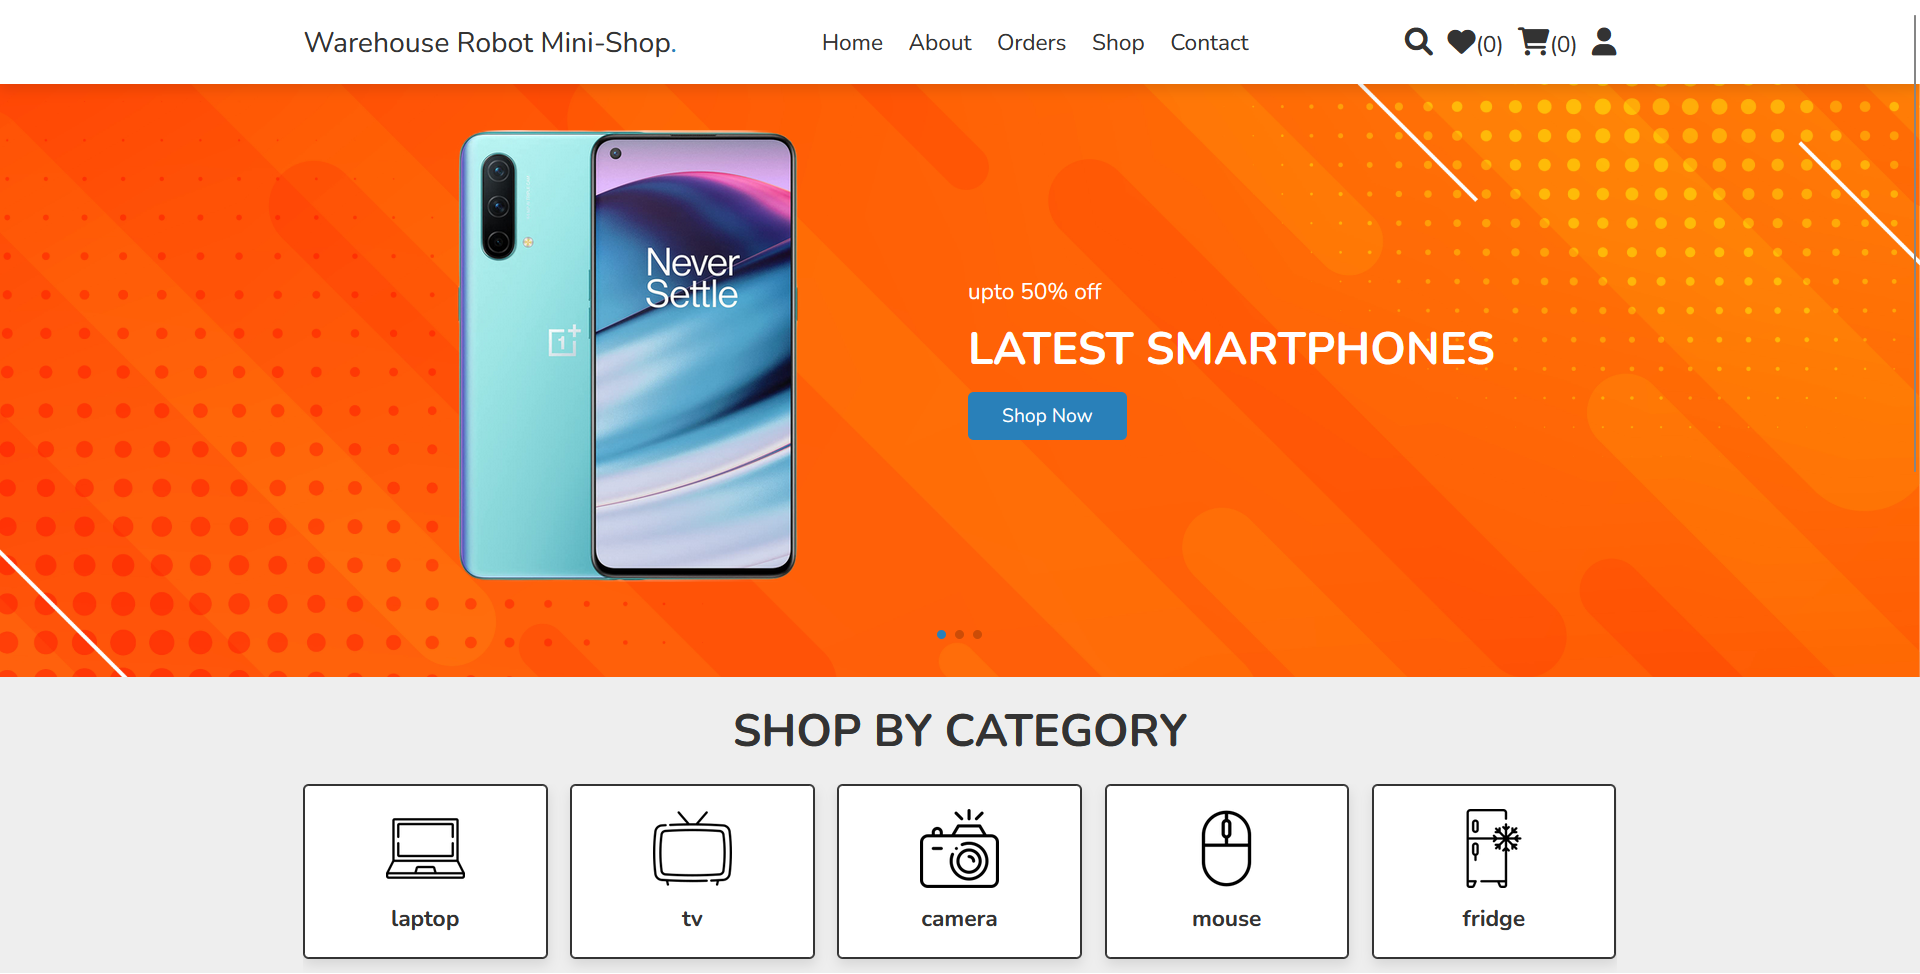 Warehouse Robot Mini-Shop.
Home About Orders Shop Contact
(0) (0)
Never
Settle
1+
upto 50% off
LATEST SMARTPHONES
Shop Now
SHOP BY CATEGORY
laptop tv camera mouse fridge